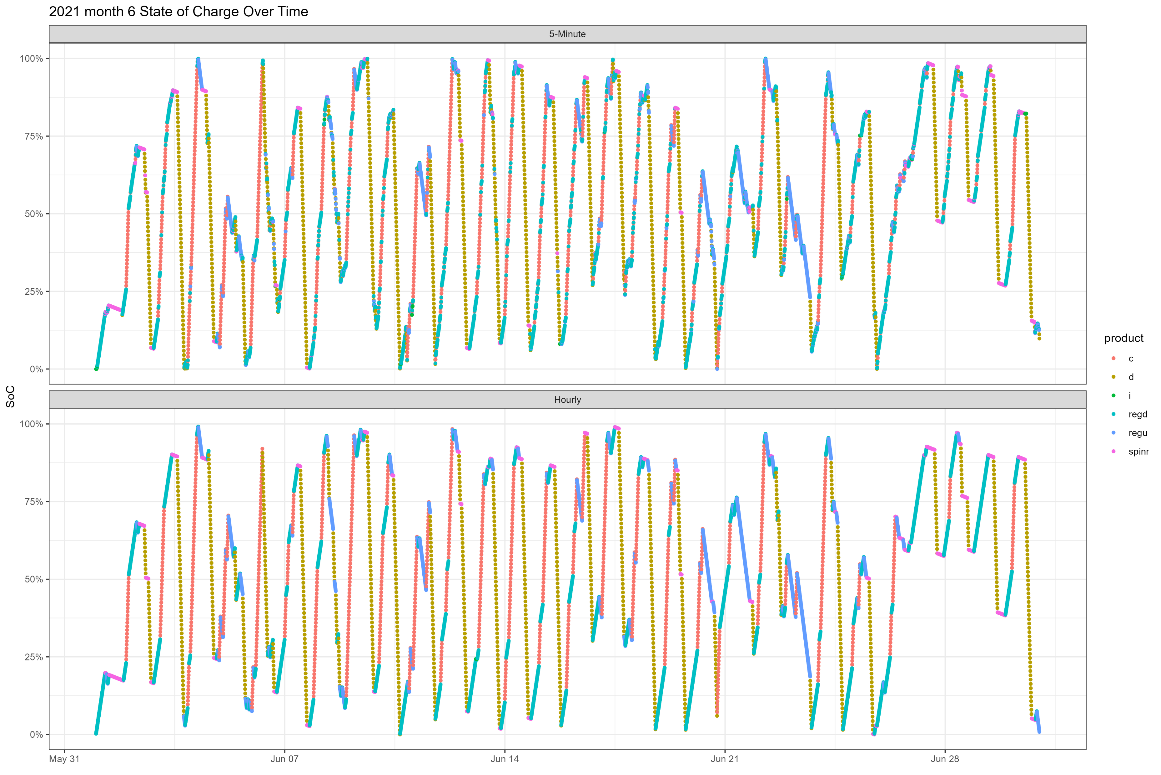 2021 month 6 State of Charge Over Time
5-Minute
100%
75%
50%
25%
0%
SoC
Hourly
100%
75%
50%
25%
0%
May 31
Jun 07
Jun 14
Jun 21
Jun 28
product
c
d
i
regd
regu
spinr